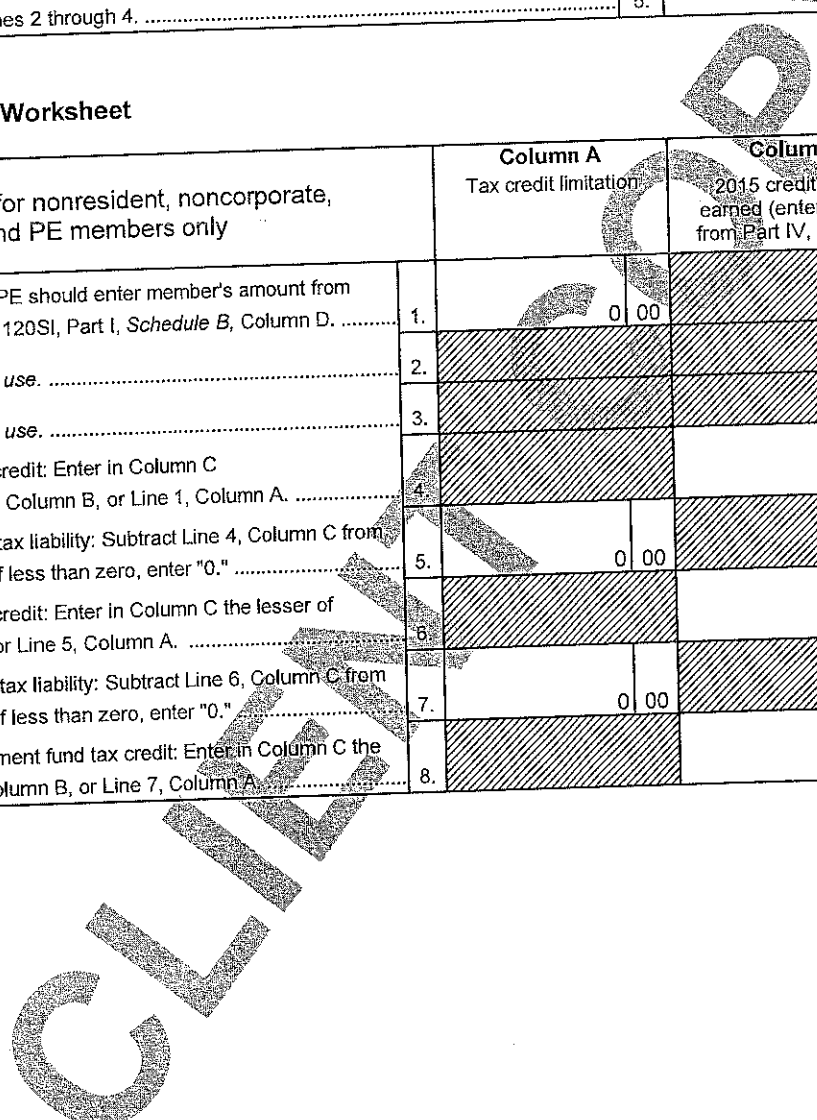 nes 2 through 4. 5.
Worksheet
Column A
Tax credit limitation
Colum
2015 credit
earned (enter
from Part IV,
for nonresident, noncorporate,
nd PE members only
PE should enter member's amount from
120SI, Part I, Schedule B, Column D. 1. 0 00
use. 2.
use. 3.
credit: Enter in Column C
Column B, or Line 1, Column A. 4.
tax liability: Subtract Line 4, Column C from
f less than zero, enter "0." 5. 0 00
credit: Enter in Column C the lesser of
or Line 5, Column A. 6.
tax liability: Subtract Line 6, Column C from
f less than zero, enter "0." 7. 0 00
ment fund tax credit: Enter in Column C the
olumn B, or Line 7, Column A. 8.
CLIENT COP